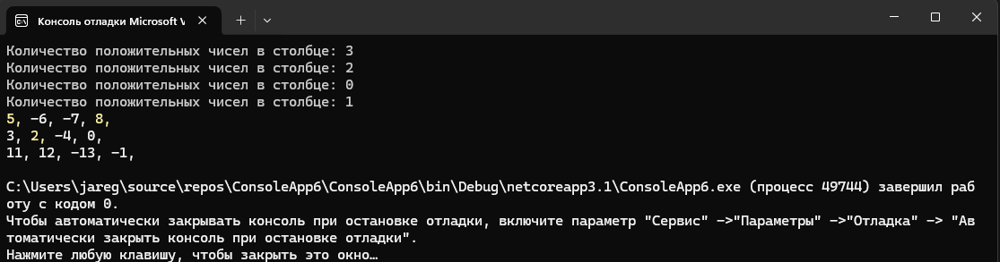 Консоль отладки Microsoft V
Количество положительных чисел в столбце: 3
Количество положительных чисел в столбце: 2
Количество положительных чисел в столбце: 0
Количество положительных чисел в столбце: 1
5, -6, -7, 8,
3, 2, -4, 0,
11, 12, -13, -1,
C:\Users\jareg\source\repos\ConsoleApp6\ConsoleApp6\bin\Debug\netcoreapp3.1\ConsoleApp6.exe (процесс 49744) завершил раб
оту с кодом 0.
Чтобы автоматически закрывать консоль при остановке отладки, включите параметр "Сервис" ->"Параметры" ->"Отладка" -> "Ав
томатически закрыть консоль при остановке отладки".
Нажмите любую клавишу, чтобы закрыть это окно…